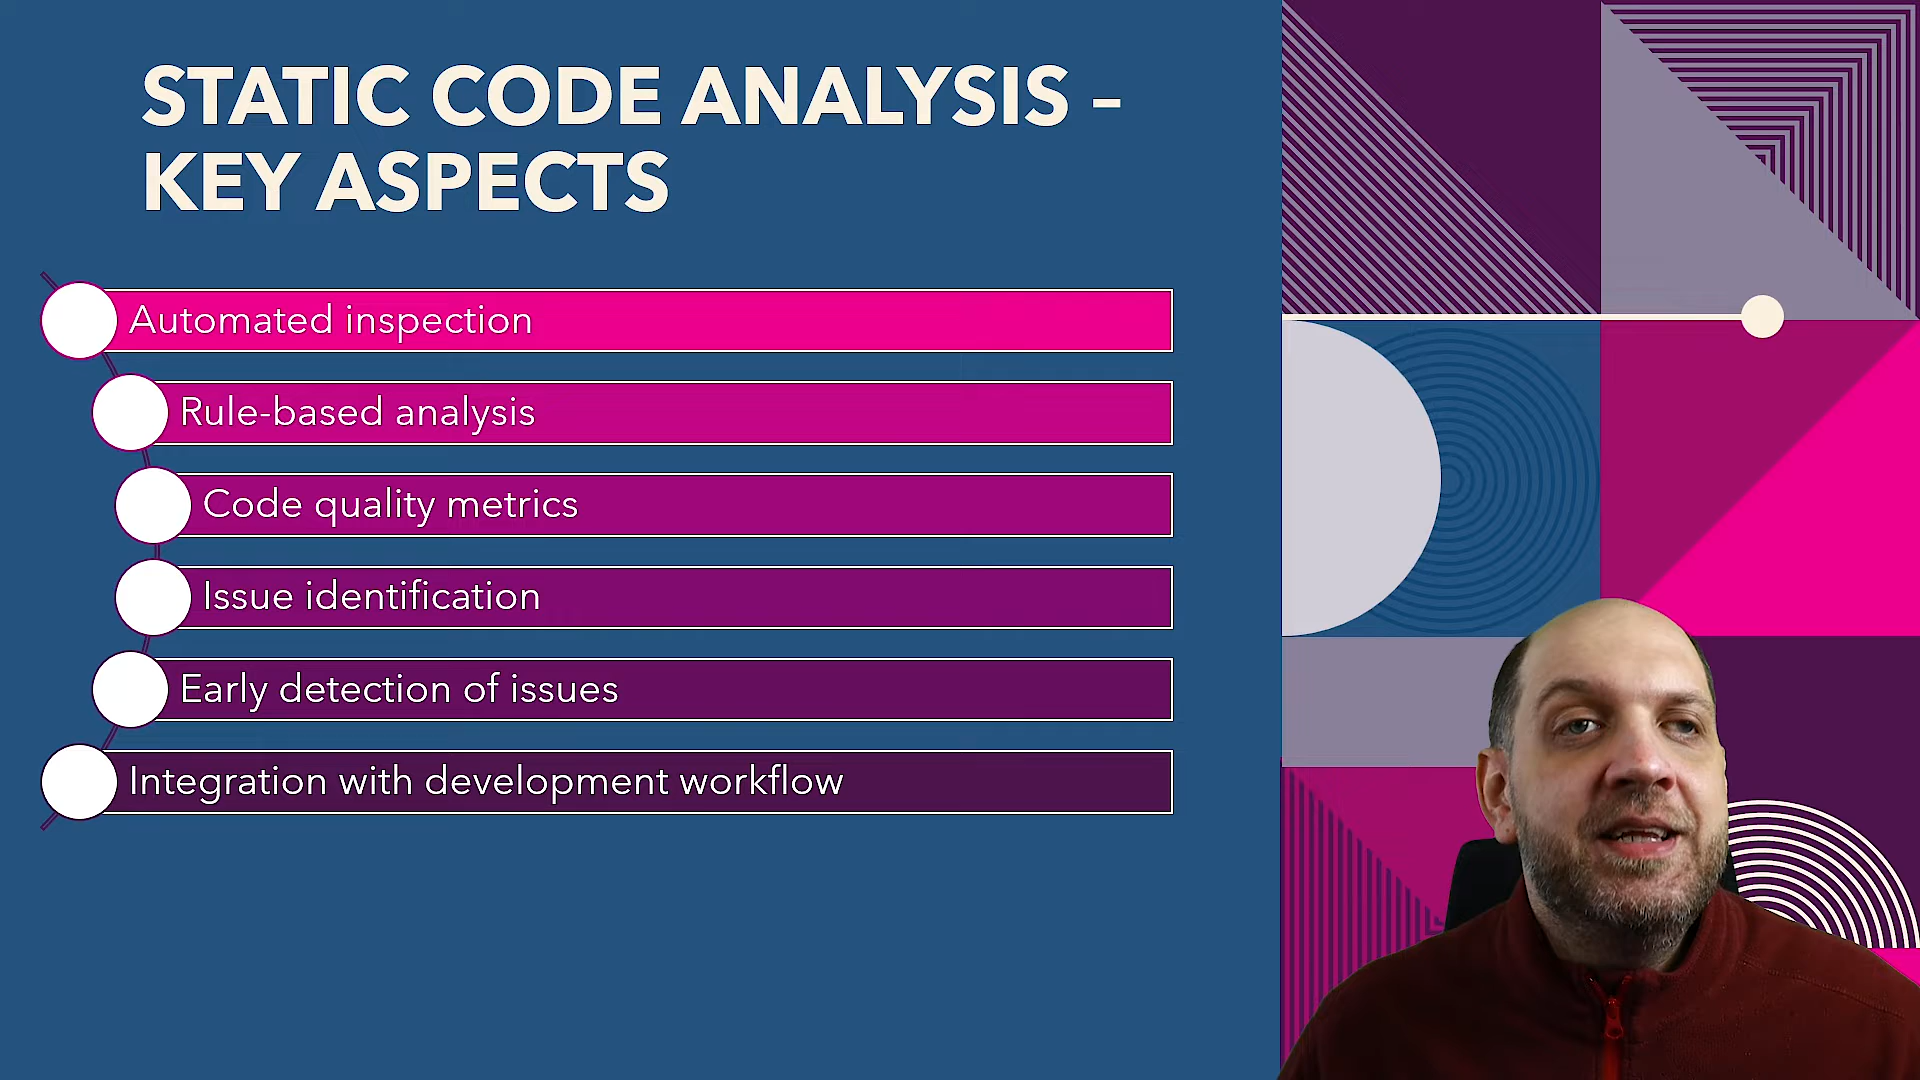 STATIC CODE ANALYSIS –
KEY ASPECTS
Automated inspection
Rule-based analysis
Code quality metrics
Issue identification
Early detection of issues
Integration with development workflow